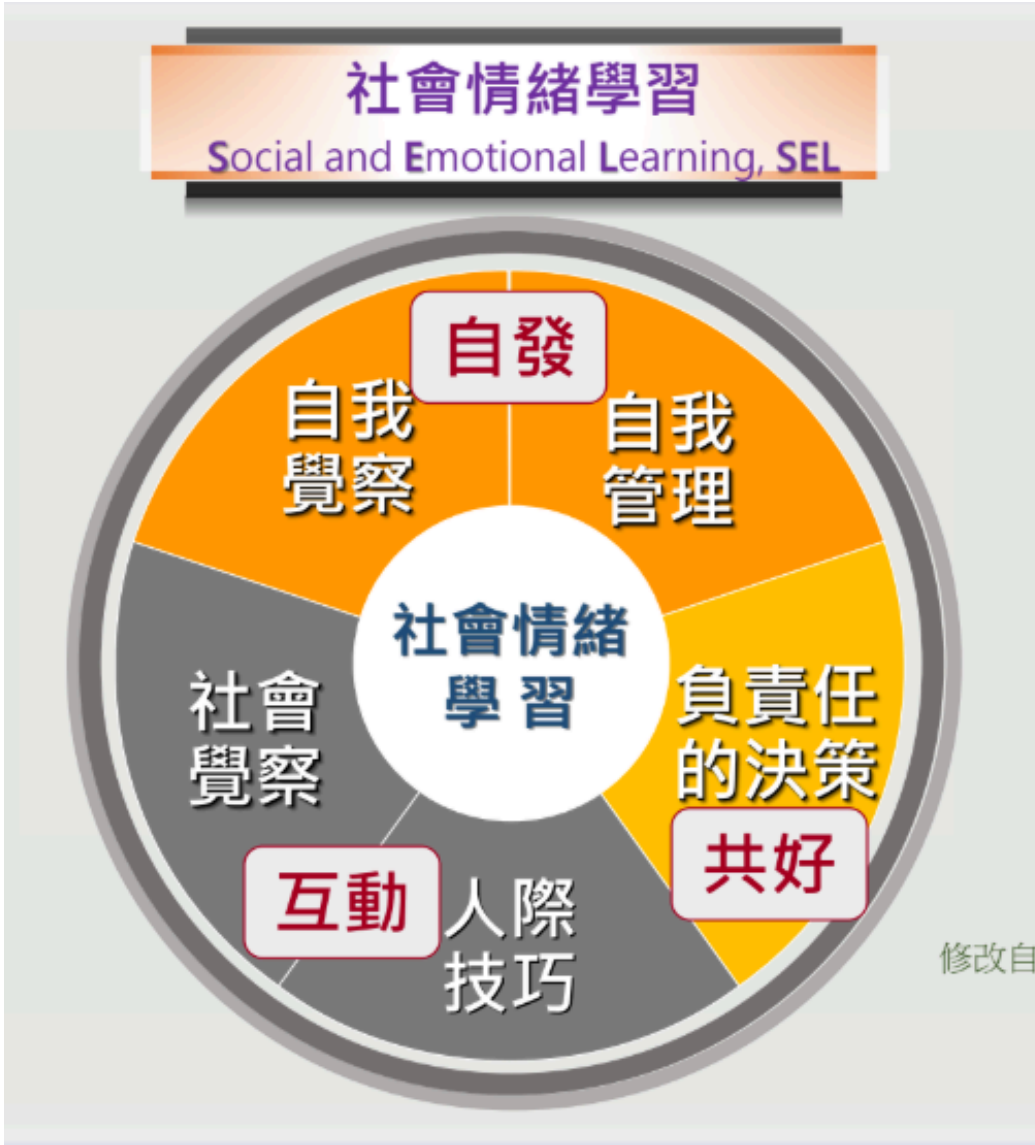 社會情緒學習
Social and Emotional Learning, SEL
自發
自我
覺察
自我
管理
社會情緒
學習
社會
覺察
負責任
的決策
互動
人際
技巧
共好
修改自